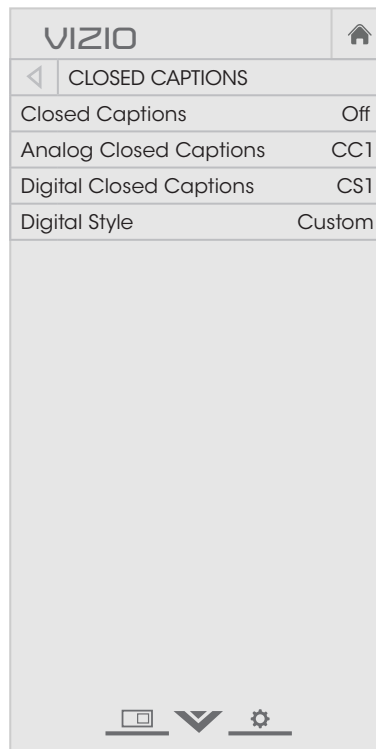 VIZIO
CLOSED CAPTIONS
Closed Captions Off
Analog Closed Captions CC1
Digital Closed Captions CS1
Digital Style Custom